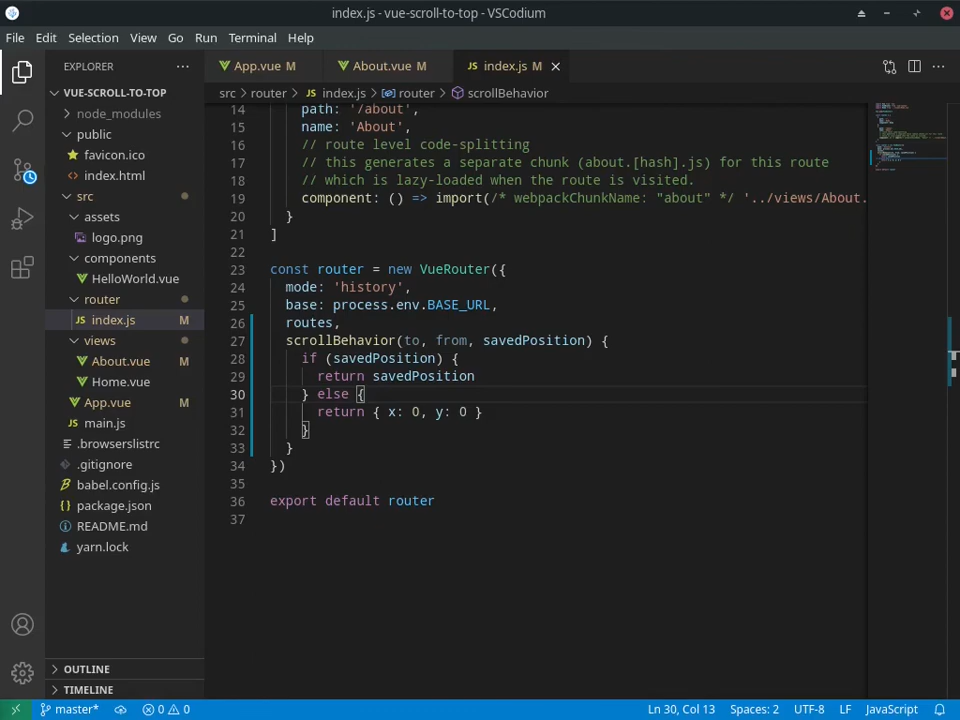 index.js - vue-scroll-to-top - VSCodium
File Edit Selection View Go Run Terminal Help
EXPLORER
VUE-SCROLL-TO-TOP
node_modules
public
favicon.ico
index.html
src
assets
logo.png
components
HelloWorld.vue
router
JS index.js M
views
About.vue M
Home.vue
App.vue M
main.js
.browserslistrc
.gitignore
babel.config.js
package.json
README.md
yarn.lock
OUTLINE
TIMELINE
App.vue M About.vue M JS index.js M
src > router > JS index.js > router > scrollBehavior
14 path: '/about',
15 name: 'About',
16 // route level code-splitting
17 // this generates a separate chunk (about.[hash].js) for this route
18 // which is lazy-loaded when the route is visited.
19 component: () => import(/* webpackChunkName: "about" */ '../views/About.
20 }
21 ]
22
23 const router = new VueRouter({
24 mode: 'history',
25 base: process.env.BASE_URL,
26 routes,
27 scrollBehavior(to, from, savedPosition) {
28 if (savedPosition) {
29 return savedPosition
30 } else {
31 return { x: 0, y: 0 }
32 }
33 }
34 })
35
36 export default router
37
master* 0 0 Ln 30, Col 13 Spaces: 2 UTF-8 LF JavaScript